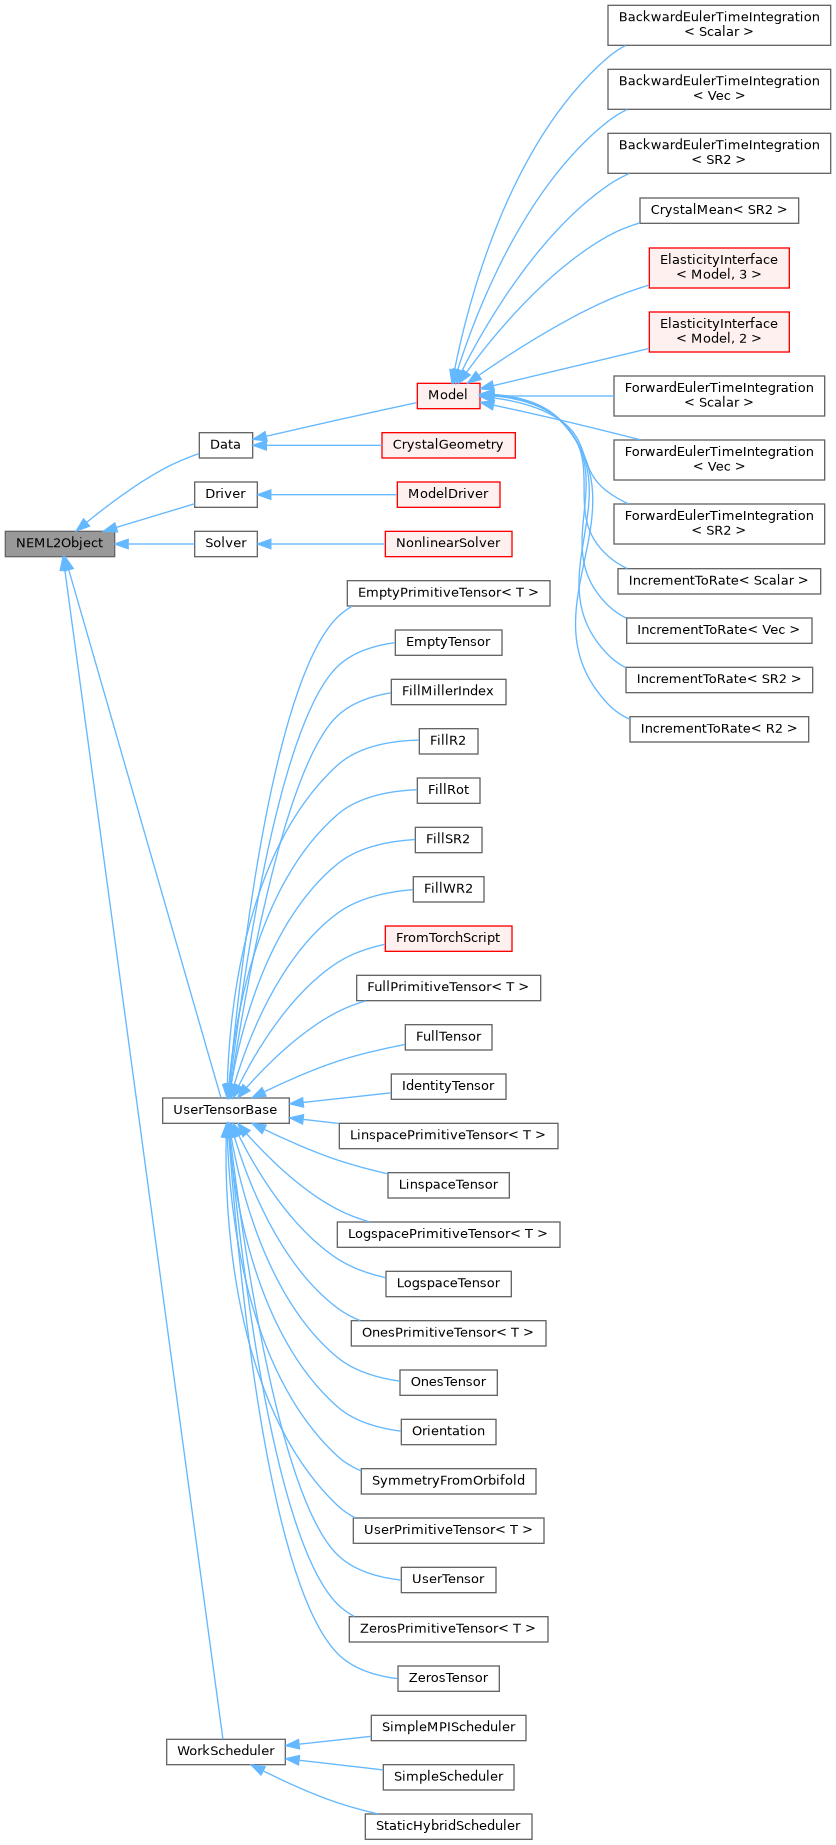 BackwardEulerTimeIntegration
< Scalar >
BackwardEulerTimeIntegration
< Vec >
BackwardEulerTimeIntegration
< SR2 >
CrystalMean< SR2 >
ElasticityInterface
< Model, 3 >
ElasticityInterface
< Model, 2 >
Model
ForwardEulerTimeIntegration
< Scalar >
Data
CrystalGeometry
ForwardEulerTimeIntegration
< Vec >
Driver
ModelDriver
ForwardEulerTimeIntegration
< SR2 >
NEML2Object
Solver
NonlinearSolver
IncrementToRate< Scalar >
EmptyPrimitiveTensor< T >
IncrementToRate< Vec >
EmptyTensor
IncrementToRate< SR2 >
FillMillerIndex
IncrementToRate< R2 >
FillR2
FillRot
FillSR2
FillWR2
FromTorchScript
FullPrimitiveTensor< T >
FullTensor
IdentityTensor
UserTensorBase
LinspacePrimitiveTensor< T >
LinspaceTensor
LogspacePrimitiveTensor< T >
LogspaceTensor
OnesPrimitiveTensor< T >
OnesTensor
Orientation
SymmetryFromOrbifold
UserPrimitiveTensor< T >
UserTensor
ZerosPrimitiveTensor< T >
ZerosTensor
SimpleMPIScheduler
WorkScheduler
SimpleScheduler
StaticHybridScheduler